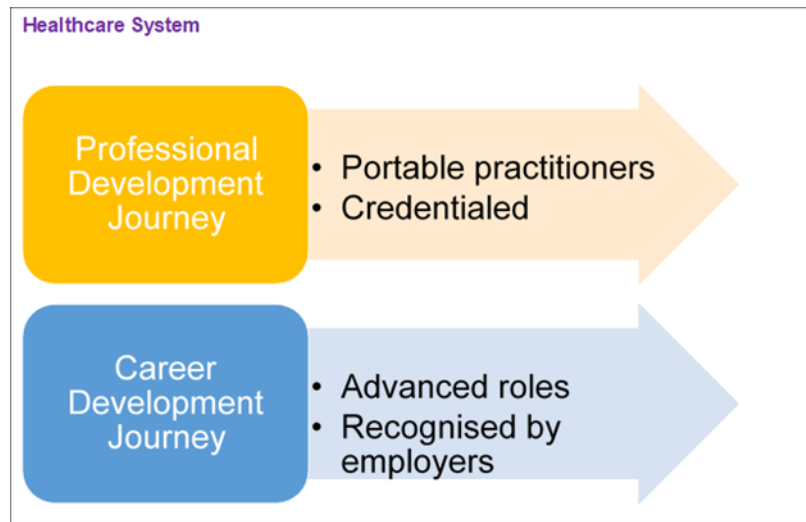 Healthcare System
Professional
Development
Journey
• Portable practitioners
• Credentialed
Career
Development
Journey
• Advanced roles
• Recognised by
employers